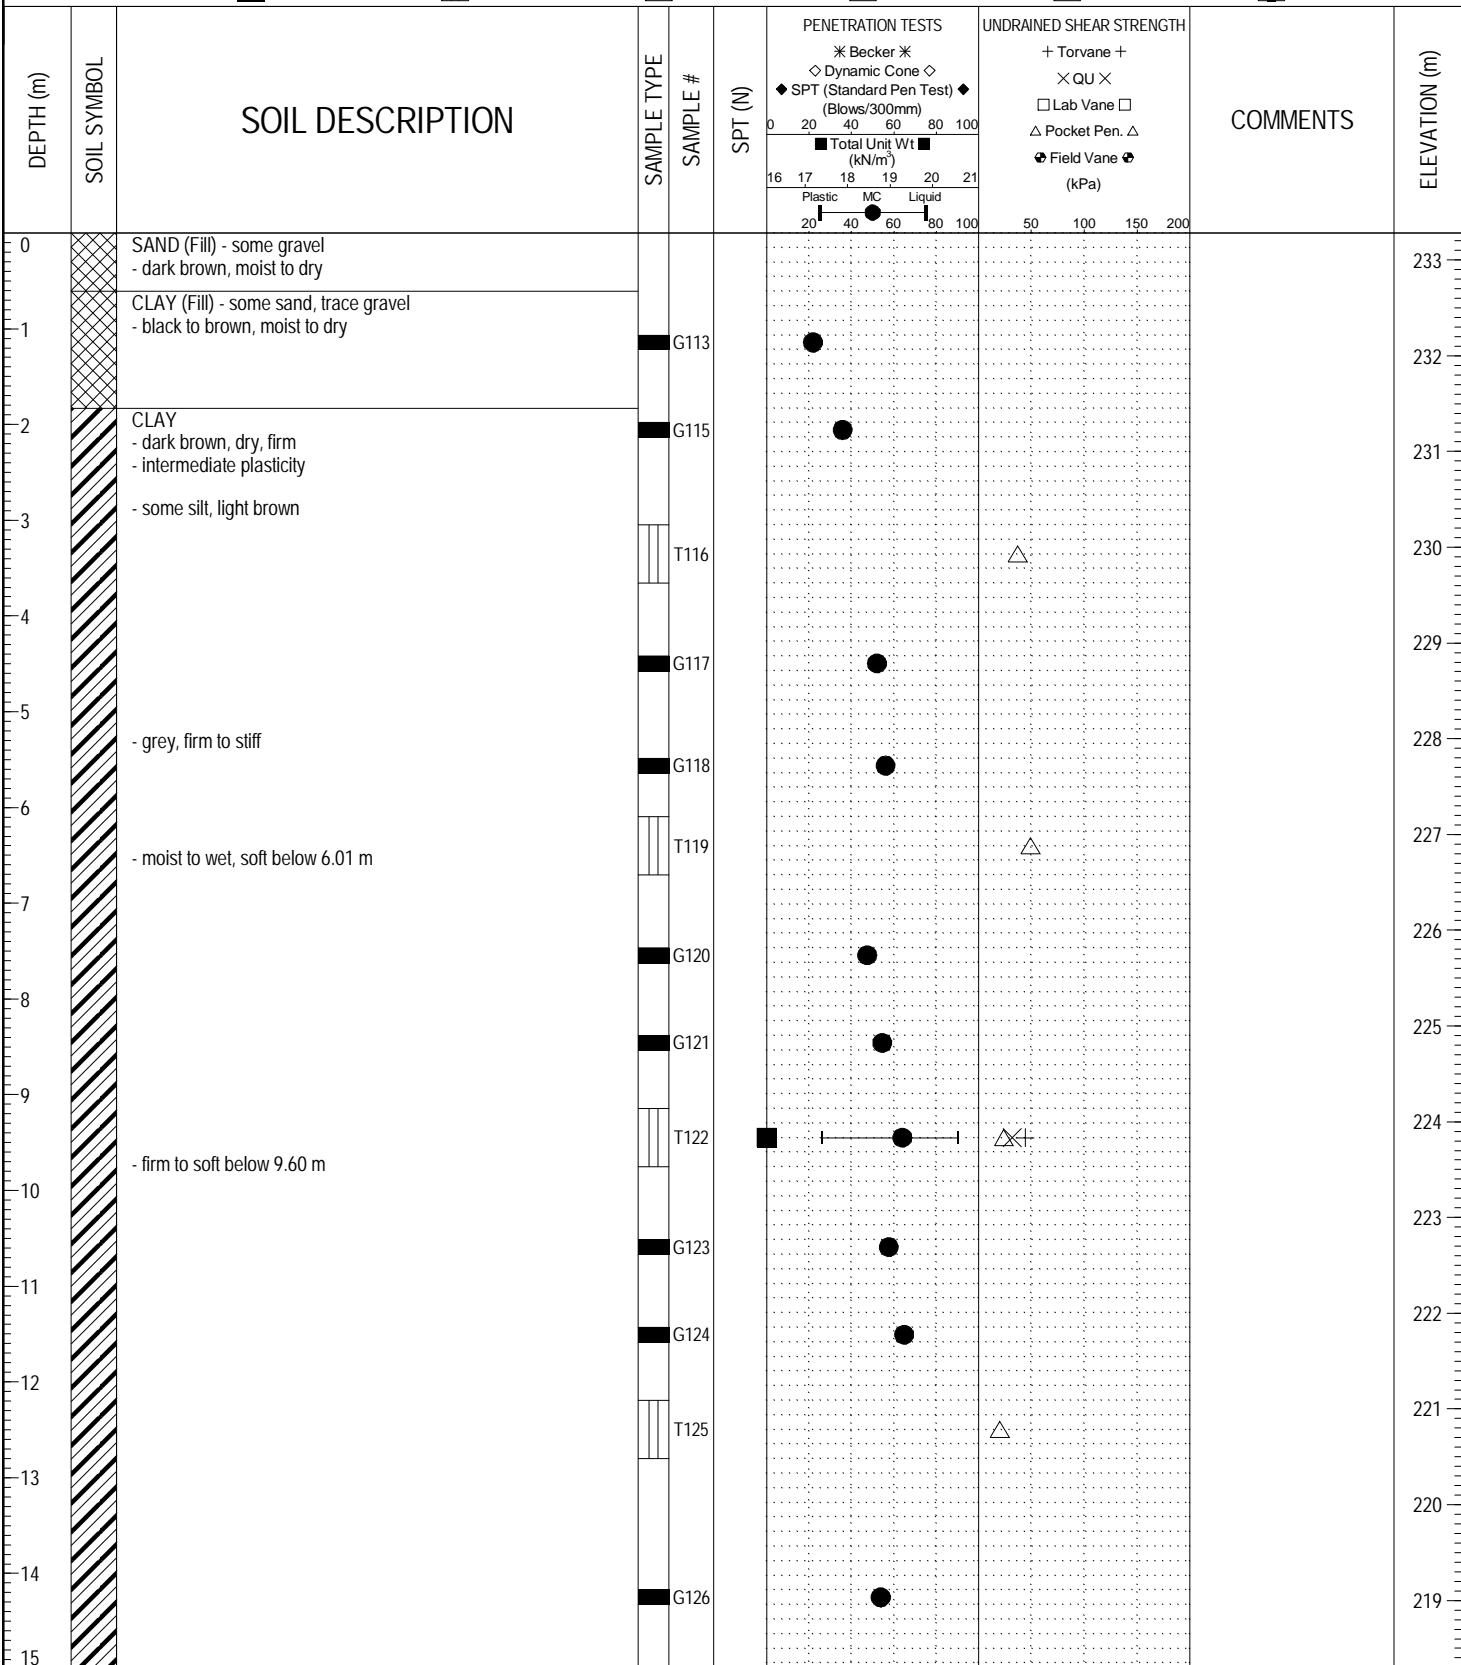 DEPTH (m)
SOIL SYMBOL
SOIL DESCRIPTION
SAMPLE TYPE
SAMPLE #
SPT (N)
PENETRATION TESTS
Becker
Dynamic Cone
SPT (Standard Pen Test)
(Blows/300mm)
0 20 40 60 80 100
Total Unit Wt
(kN/m³)
16 17 18 19 20 21
Plastic MC Liquid
20 40 60 80 100
UNDRAINED SHEAR STRENGTH
+ Torvane +
QU
Lab Vane
Pocket Pen.
Field Vane
(kPa)
50 100 150 200
COMMENTS
ELEVATION (m)
0
SAND (Fill) - some gravel
- dark brown, moist to dry
233
CLAY (Fill) - some sand, trace gravel
- black to brown, moist to dry
1
G113
232
2
CLAY
- dark brown, dry, firm
- intermediate plasticity
G115
231
- some silt, light brown
3
T116
230
4
229
G117
5
- grey, firm to stiff
228
G118
6
227
T119
- moist to wet, soft below 6.01 m
7
226
G120
8
225
G121
9
224
T122
- firm to soft below 9.60 m
10
223
G123
11
222
G124
12
221
T125
13
220
14
G126
219
15